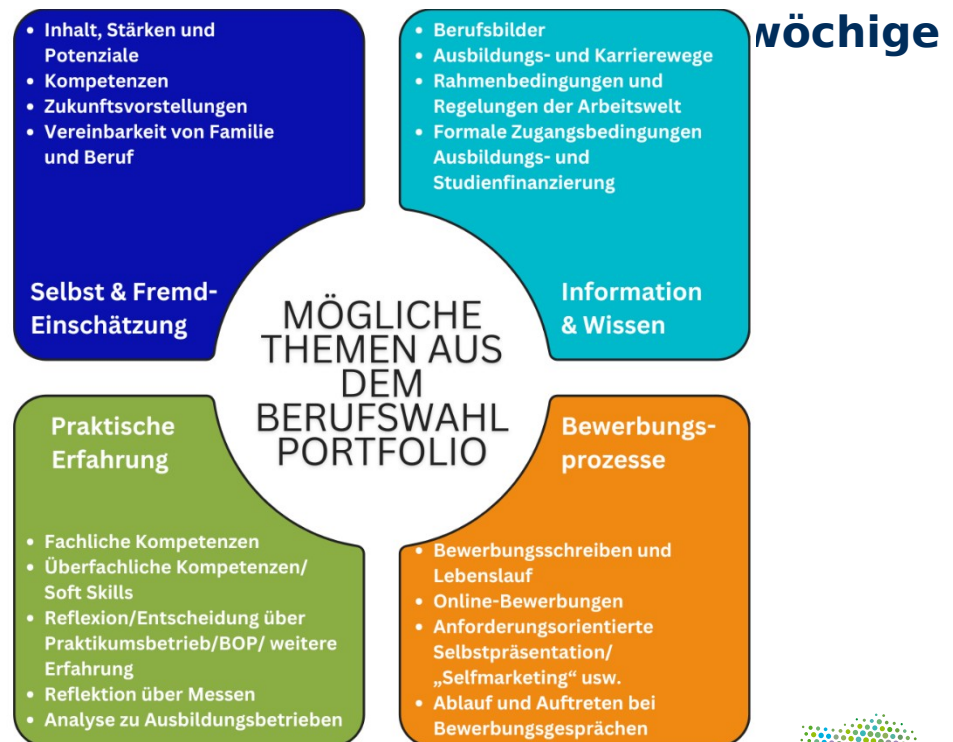 wöchige
• Inhalt, Stärken und
Potenziale
• Kompetenzen
• Zukunftsvorstellungen
• Vereinbarkeit von Familie
und Beruf
Selbst & Fremd-
Einschätzung
• Berufsbilder
• Ausbildungs- und Karrierewege
• Rahmenbedingungen und
Regelungen der Arbeitswelt
• Formale Zugangsbedingungen
Ausbildungs- und
Studienfinanzierung
Information
& Wissen
MÖGLICHE
THEMEN AUS
DEM
BERUFSWAHL
PORTFOLIO
Praktische
Erfahrung
• Fachliche Kompetenzen
• Überfachliche Kompetenzen/
Soft Skills
• Reflexion/Entscheidung über
Praktikumsbetrieb/BOP/ weitere
Erfahrung
• Reflektion über Messen
• Analyse zu Ausbildungsbetrieben
Bewerbungs-
prozesse
• Bewerbungsschreiben und
Lebenslauf
• Online-Bewerbungen
• Anforderungsorientierte
Selbstpräsentation/
„Selfmarketing“ usw.
• Ablauf und Auftreten bei
Bewerbungsgesprächen